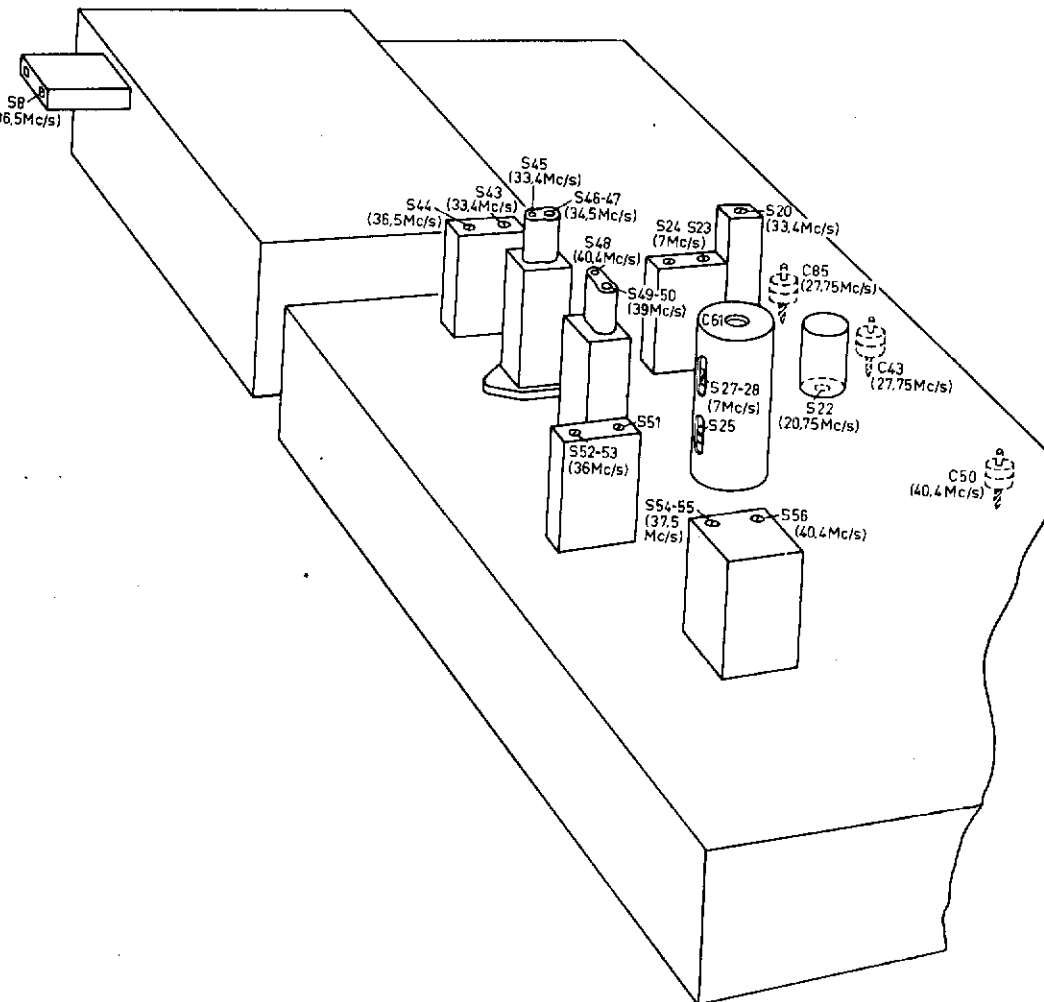 S8
6,5Mc/s)
S45
(33,4Mc/s)
S43
(33,4Mc/s)
S46-47
(34,5Mc/s)
S44
(36,5Mc/s)
S20
(33,4Mc/s)
S24 S23
(7Mc/s)
S48
(40,4Mc/s)
C85
(27,75Mc/s)
S49-50
(39Mc/s)
C61
C43
(27,75Mc/s)
S27-28
(7Mc/s)
S22
(20,75Mc/s)
S25
S51
S52-53
(36Mc/s)
C50
(40,4Mc/s)
S54-55
(37,5
Mc/s)
S56
(40,4Mc/s)